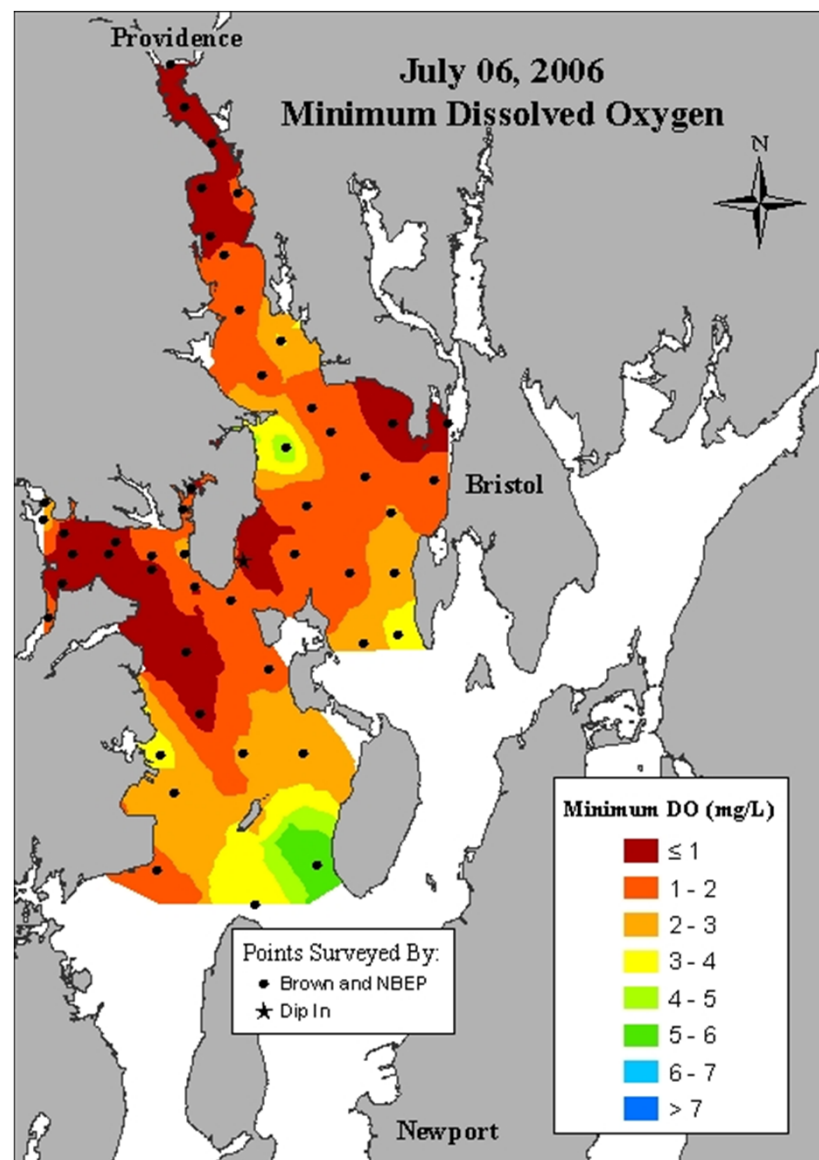 Providence
July 06, 2006
Minimum Dissolved Oxygen
N
Bristol
Minimum DO (mg/L)
≤ 1
1 - 2
2 - 3
3 - 4
4 - 5
5 - 6
6 - 7
> 7
Points Surveyed By:
Brown and NBEP
Dip In
Newport